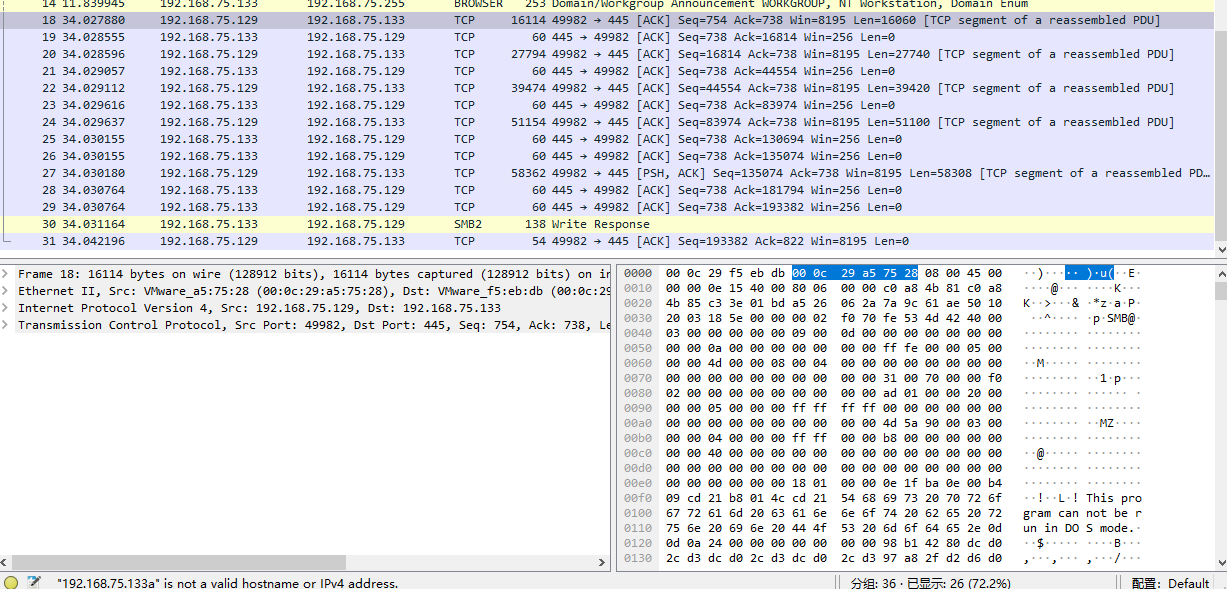 14 11.839945 192.168.75.133 192.168.75.255 BROWSER 253 Domain/Workgroup Announcement WORKGROUP, NT Workstation, Domain Enum
18 34.027880 192.168.75.129 192.168.75.133 TCP 16114 49982 → 445 [ACK] Seq=754 Ack=738 Win=8195 Len=16060 [TCP segment of a reassembled PDU]
19 34.028555 192.168.75.133 192.168.75.129 TCP 60 445 → 49982 [ACK] Seq=738 Ack=16814 Win=256 Len=0
20 34.028596 192.168.75.129 192.168.75.133 TCP 27794 49982 → 445 [ACK] Seq=16814 Ack=738 Win=8195 Len=27740 [TCP segment of a reassembled PDU]
21 34.029057 192.168.75.133 192.168.75.129 TCP 60 445 → 49982 [ACK] Seq=738 Ack=44554 Win=256 Len=0
22 34.029112 192.168.75.129 192.168.75.133 TCP 39474 49982 → 445 [ACK] Seq=44554 Ack=738 Win=8195 Len=39420 [TCP segment of a reassembled PDU]
23 34.029616 192.168.75.133 192.168.75.129 TCP 60 445 → 49982 [ACK] Seq=738 Ack=83974 Win=256 Len=0
24 34.029637 192.168.75.129 192.168.75.133 TCP 51154 49982 → 445 [ACK] Seq=83974 Ack=738 Win=8195 Len=51100 [TCP segment of a reassembled PDU]
25 34.030155 192.168.75.133 192.168.75.129 TCP 60 445 → 49982 [ACK] Seq=738 Ack=130694 Win=256 Len=0
26 34.030155 192.168.75.133 192.168.75.129 TCP 60 445 → 49982 [ACK] Seq=738 Ack=135074 Win=256 Len=0
27 34.030180 192.168.75.129 192.168.75.133 TCP 58362 49982 → 445 [PSH, ACK] Seq=135074 Ack=738 Win=8195 Len=58308 [TCP segment of a reassembled PD…
28 34.030764 192.168.75.133 192.168.75.129 TCP 60 445 → 49982 [ACK] Seq=738 Ack=181794 Win=256 Len=0
29 34.030764 192.168.75.133 192.168.75.129 TCP 60 445 → 49982 [ACK] Seq=738 Ack=193382 Win=256 Len=0
30 34.031164 192.168.75.133 192.168.75.129 SMB2 138 Write Response
31 34.042196 192.168.75.129 192.168.75.133 TCP 54 49982 → 445 [ACK] Seq=193382 Ack=822 Win=8195 Len=0
Frame 18: 16114 bytes on wire (128912 bits), 16114 bytes captured (128912 bits) on in
Ethernet II, Src: VMware_a5:75:28 (00:0c:29:a5:75:28), Dst: VMware_f5:eb:db (00:0c:29
Internet Protocol Version 4, Src: 192.168.75.129, Dst: 192.168.75.133
Transmission Control Protocol, Src Port: 49982, Dst Port: 445, Seq: 754, Ack: 738, Le
0000 00 0c 29 f5 eb db 00 0c 29 a5 75 28 08 00 45 00 ··)····· )·u(··E·
0010 00 00 0e 15 40 00 80 06 00 00 c0 a8 4b 81 c0 a8 ····@··· ····K···
0020 4b 85 c3 3e 01 bd a5 26 06 2a 7a 9c 61 ae 50 10 K··>···& ·*z·a·P·
0030 20 03 18 5e 00 00 00 02 f0 70 fe 53 4d 42 40 00 ··^···· ·p·SMB@·
0040 03 00 00 00 00 00 09 00 0d 00 00 00 00 00 00 00 ········ ········
0050 00 00 0a 00 00 00 00 00 00 00 ff fe 00 00 05 00 ········ ········
0060 00 00 4d 00 00 08 00 04 00 00 00 00 00 00 00 00 ··M····· ········
0070 00 00 00 00 00 00 00 00 00 00 31 00 70 00 00 f0 ········ ··1·p···
0080 02 00 00 00 00 00 00 00 00 00 ad 01 00 00 20 00 ········ ······ ·
0090 00 00 05 00 00 00 ff ff ff ff 00 00 00 00 00 00 ········ ········
00a0 00 00 00 00 00 00 00 00 00 00 4d 5a 90 00 03 00 ········ ··MZ····
00b0 00 00 04 00 00 00 ff ff 00 00 b8 00 00 00 00 00 ········ ········
00c0 00 00 40 00 00 00 00 00 00 00 00 00 00 00 00 00 ··@····· ········
00d0 00 00 00 00 00 00 00 00 00 00 00 00 00 00 00 00 ········ ········
00e0 00 00 00 00 00 00 18 01 00 00 0e 1f ba 0e 00 b4 ········ ········
00f0 09 cd 21 b8 01 4c cd 21 54 68 69 73 20 70 72 6f ··!··L·! This pro
0100 67 72 61 6d 20 63 61 6e 6e 6f 74 20 62 65 20 72 gram can not be r
0110 75 6e 20 69 6e 20 44 4f 53 20 6d 6f 64 65 2e 0d un in DO S mode.·
0120 0d 0a 24 00 00 00 00 00 00 00 98 b1 42 80 dc d0 ··$····· ····B···
0130 2c d3 dc d0 2c d3 dc d0 2c d3 97 a8 2f d2 d6 d0 ,···,··· ,···/···
"192.168.75.133a" is not a valid hostname or IPv4 address.
分组: 36 · 已显示: 26 (72.2%)
配置: Default